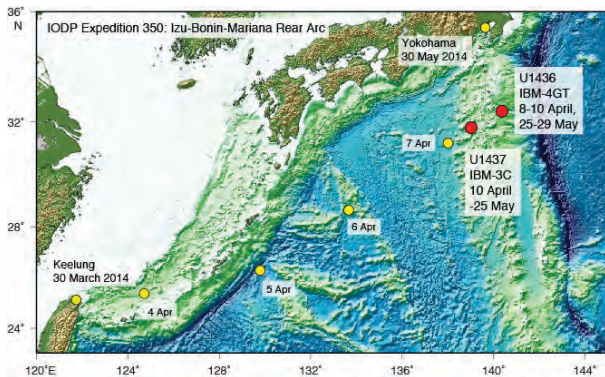 IODP Expedition 350: Izu-Bonin-Mariana Rear Arc
36˚
N
36˚
32˚
28˚
24˚
Yokohama
30 May 2014
U1436
IBM-4GT
8-10 April,
25-29 May
7 Apr
U1437
IBM-3C
10 April
-25 May
6 Apr
Keelung
30 March 2014
5 Apr
4 Apr
120˚E
124˚
128˚
132˚
136˚
140˚
144˚